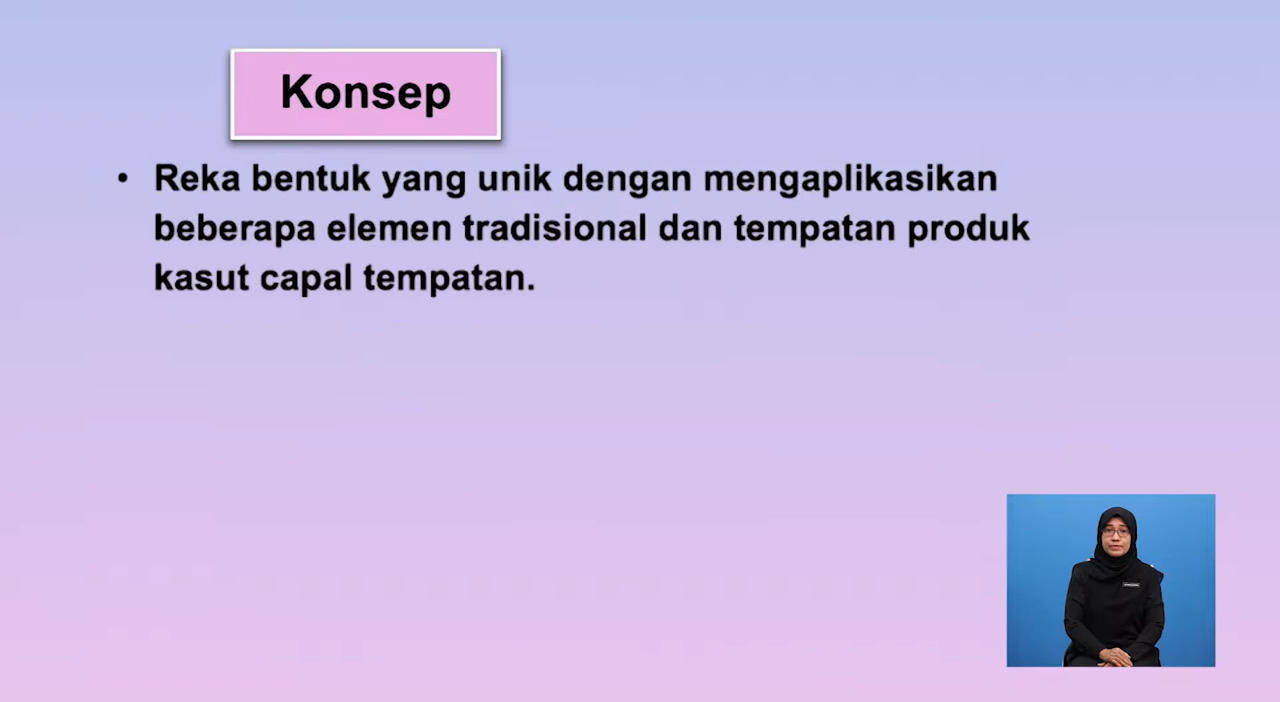 Konsep
• Reka bentuk yang unik dengan mengaplikasikan
beberapa elemen tradisional dan tempatan produk
kasut capal tempatan.